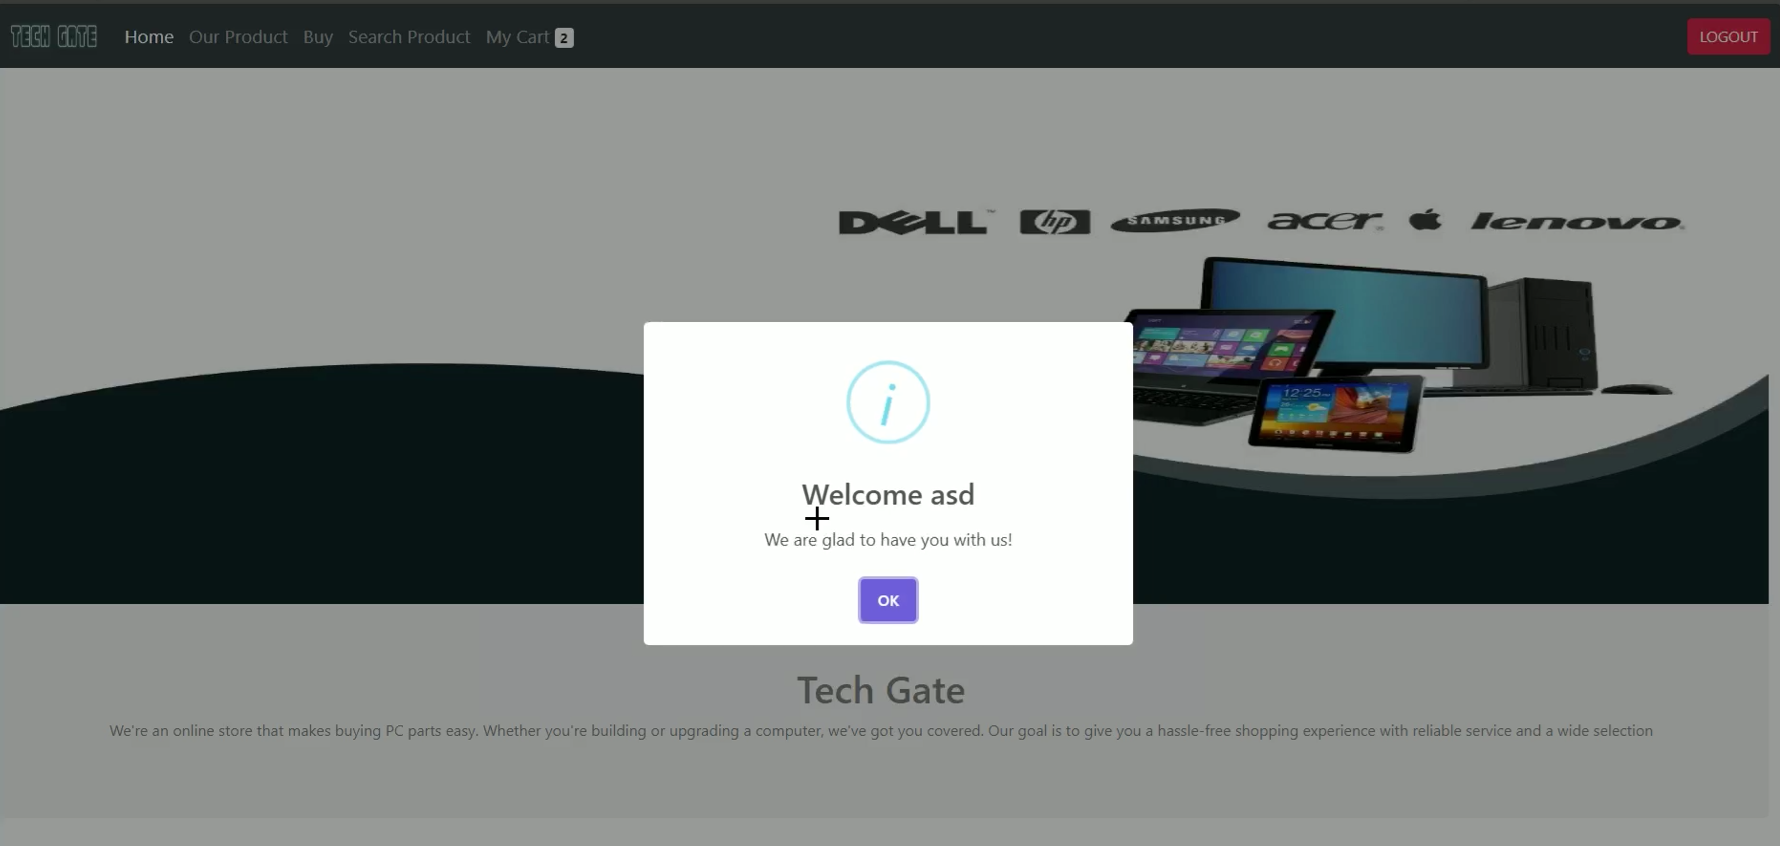 TECH GATE
Home Our Product Buy Search Product My Cart 2
LOGOUT
DELL™ hp SAMSUNG acer lenovo
12:25
i
Welcome asd
We are glad to have you with us!
OK
Tech Gate
We're an online store that makes buying PC parts easy. Whether you're building or upgrading a computer, we've got you covered. Our goal is to give you a hassle-free shopping experience with reliable service and a wide selection